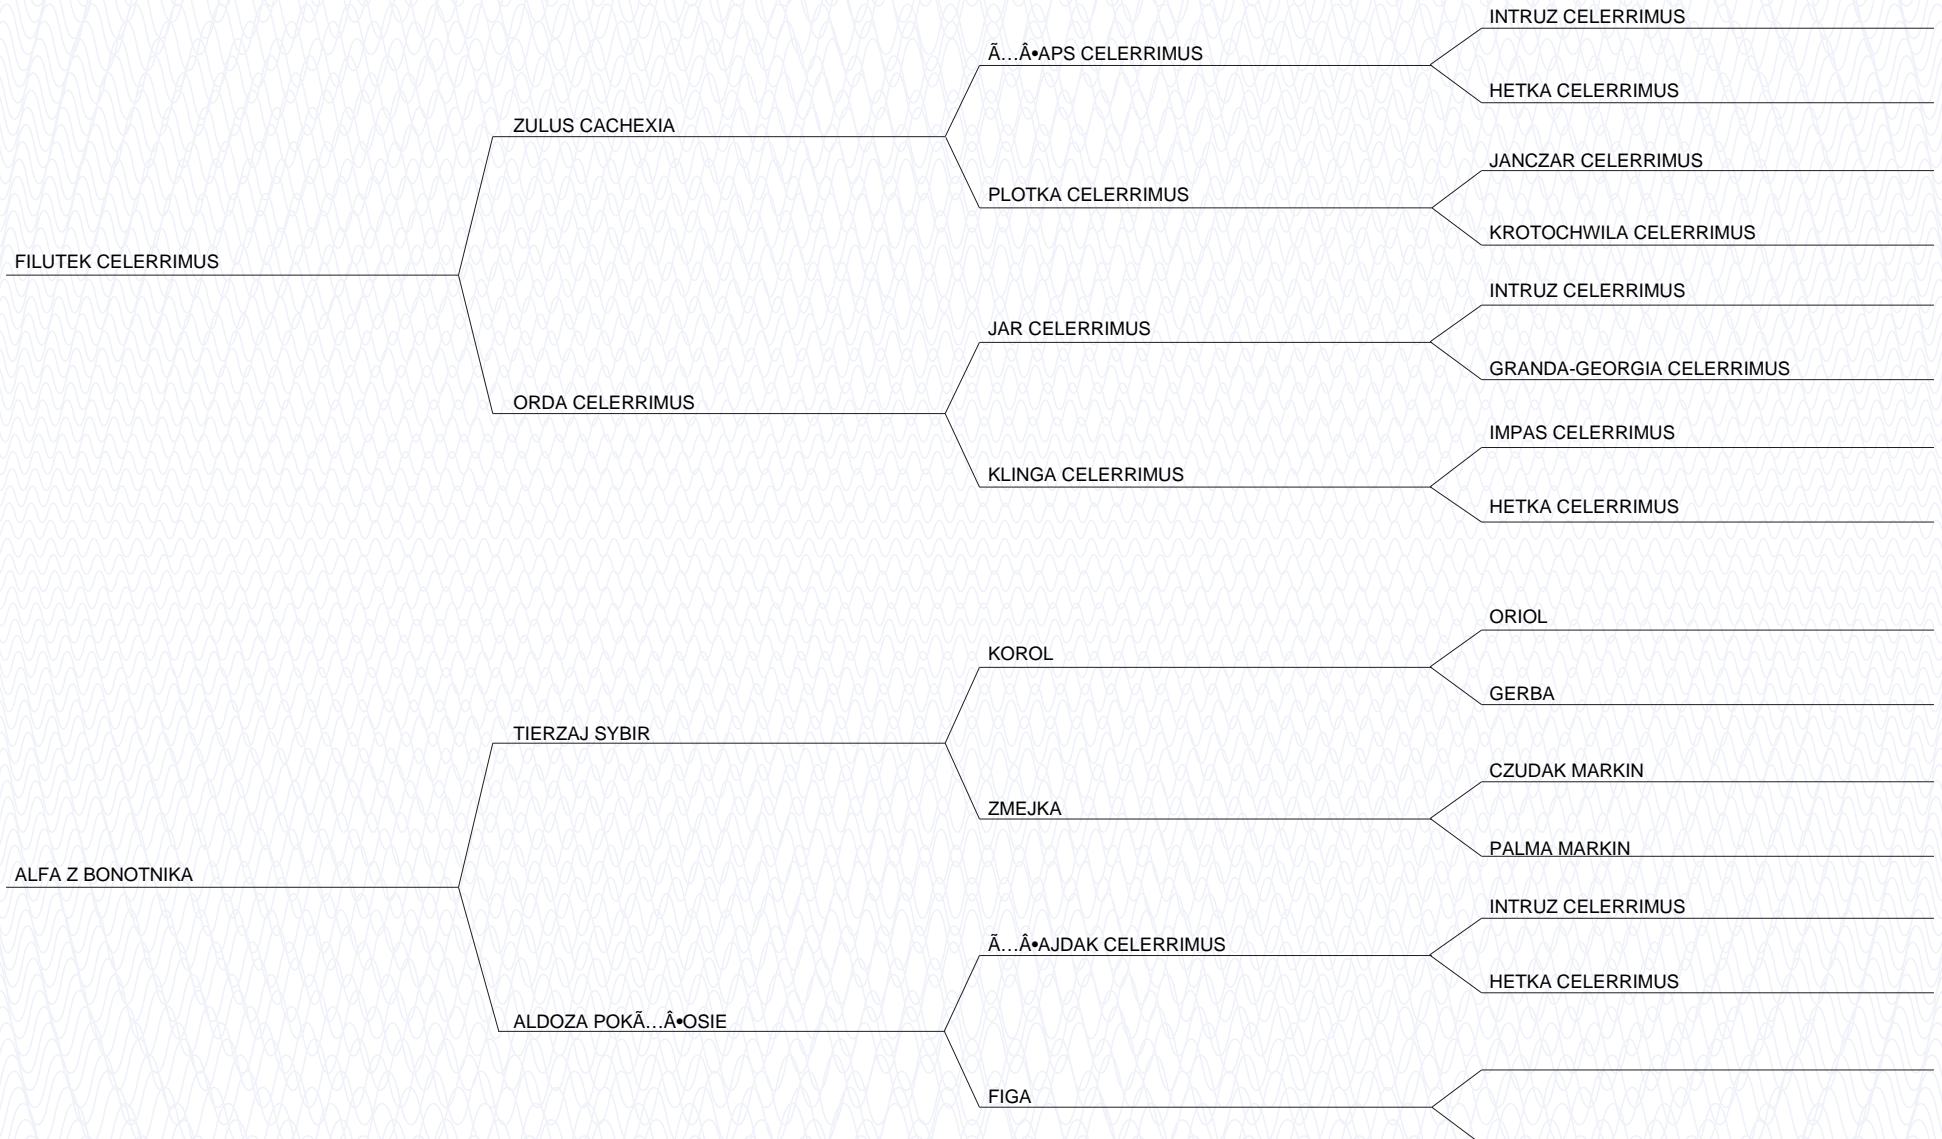 INTRUZ CELERRIMUS
Ã…Â•APS CELERRIMUS
HETKA CELERRIMUS
ZULUS CACHEXIA
JANCZAR CELERRIMUS
PLOTKA CELERRIMUS
KROTOCHWILA CELERRIMUS
FILUTEK CELERRIMUS
INTRUZ CELERRIMUS
JAR CELERRIMUS
GRANDA-GEORGIA CELERRIMUS
ORDA CELERRIMUS
IMPAS CELERRIMUS
KLINGA CELERRIMUS
HETKA CELERRIMUS
ORIOL
KOROL
GERBA
TIERZAJ SYBIR
CZUDAK MARKIN
ZMEJKA
PALMA MARKIN
ALFA Z BONOTNIKA
INTRUZ CELERRIMUS
Ã…Â•AJDAK CELERRIMUS
HETKA CELERRIMUS
ALDOZA POKÃ…Â•OSIE
FIGA